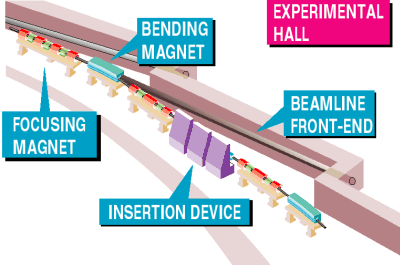 EXPERIMENTAL
HALL
BENDING
MAGNET
BEAMLINE
FRONT-END
FOCUSING
MAGNET
INSERTION DEVICE